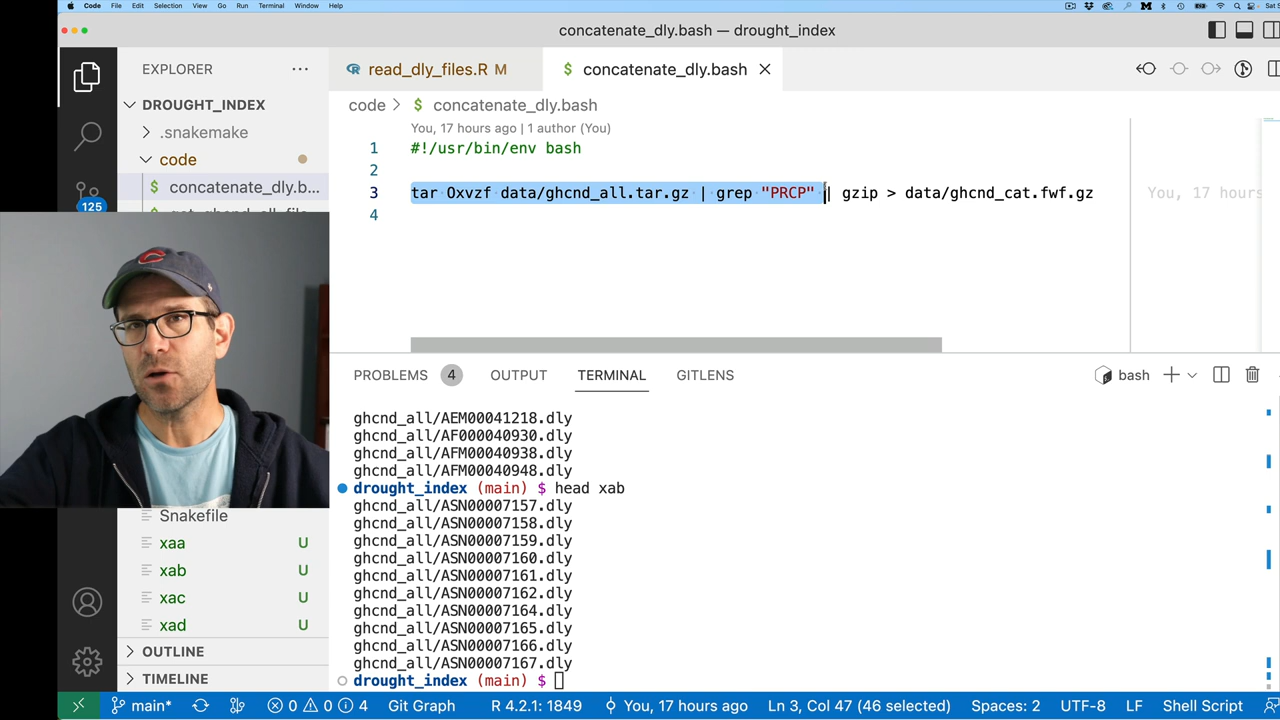 Code File Edit Selection View Go Run Terminal Window Help
concatenate_dly.bash — drought_index
EXPLORER
read_dly_files.R M
$ concatenate_dly.bash
DROUGHT_INDEX
code > $ concatenate_dly.bash
.snakemake
You, 17 hours ago | 1 author (You)
code
1 #!/usr/bin/env bash
2
$ concatenate_dly.b...
3 tar Oxvzf data/ghcnd_all.tar.gz | grep "PRCP" | gzip > data/ghcnd_cat.fwf.gz You, 17 hours
125
4
PROBLEMS 4 OUTPUT TERMINAL GITLENS
bash
ghcnd_all/AEM00041218.dly
ghcnd_all/AF000040930.dly
ghcnd_all/AFM00040938.dly
ghcnd_all/AFM00040948.dly
drought_index (main) $ head xab
ghcnd_all/ASN00007157.dly
ghcnd_all/ASN00007158.dly
ghcnd_all/ASN00007159.dly
ghcnd_all/ASN00007160.dly
ghcnd_all/ASN00007161.dly
ghcnd_all/ASN00007162.dly
ghcnd_all/ASN00007164.dly
ghcnd_all/ASN00007165.dly
ghcnd_all/ASN00007166.dly
ghcnd_all/ASN00007167.dly
drought_index (main) $
Snakefile
xaa U
xab U
xac U
xad U
OUTLINE
TIMELINE
main* 0 0 4 Git Graph R 4.2.1: 1849 You, 17 hours ago Ln 3, Col 47 (46 selected) Spaces: 2 UTF-8 LF Shell Script